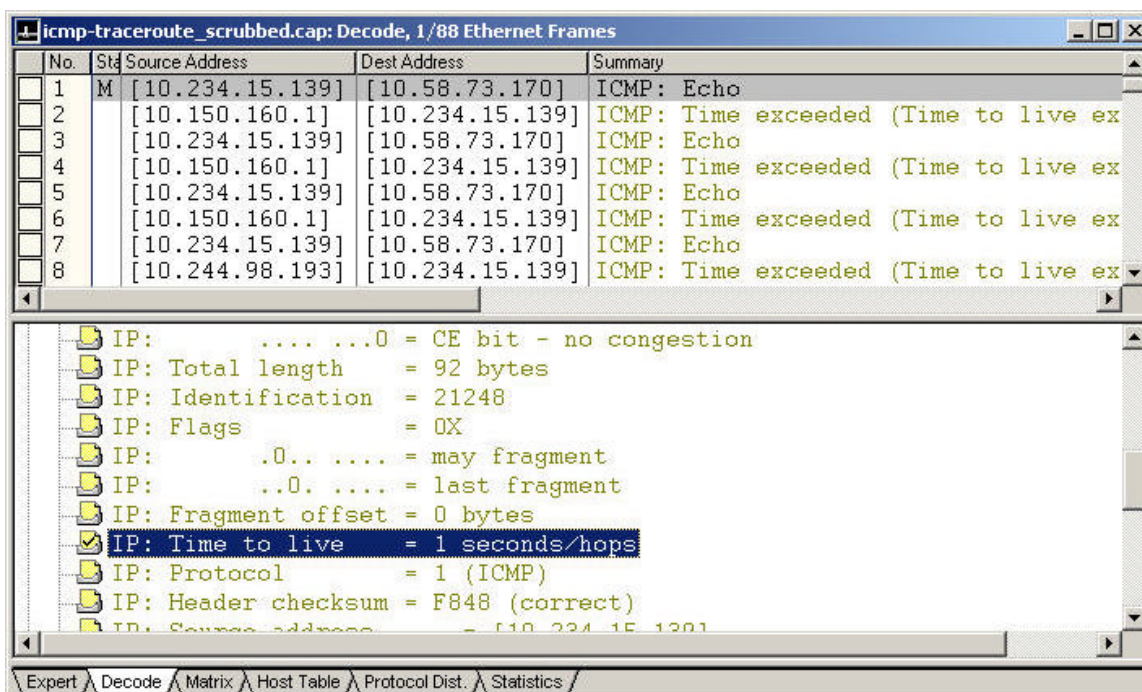 icmp-traceroute_scrubbed.cap: Decode, 1/88 Ethernet Frames
No. Sta Source Address Dest Address Summary
1 M [10.234.15.139] [10.58.73.170] ICMP: Echo
2 [10.150.160.1] [10.234.15.139] ICMP: Time exceeded (Time to live ex
3 [10.234.15.139] [10.58.73.170] ICMP: Echo
4 [10.150.160.1] [10.234.15.139] ICMP: Time exceeded (Time to live ex
5 [10.234.15.139] [10.58.73.170] ICMP: Echo
6 [10.150.160.1] [10.234.15.139] ICMP: Time exceeded (Time to live ex
7 [10.234.15.139] [10.58.73.170] ICMP: Echo
8 [10.244.98.193] [10.234.15.139] ICMP: Time exceeded (Time to live ex
IP: .... ...0 = CE bit - no congestion
IP: Total length = 92 bytes
IP: Identification = 21248
IP: Flags = 0X
IP: .0.. .... = may fragment
IP: ..0. .... = last fragment
IP: Fragment offset = 0 bytes
IP: Time to live = 1 seconds/hops
IP: Protocol = 1 (ICMP)
IP: Header checksum = F848 (correct)
IP: Source address = [10.234.15.139]
Expert Decode Matrix Host Table Protocol Dist. Statistics